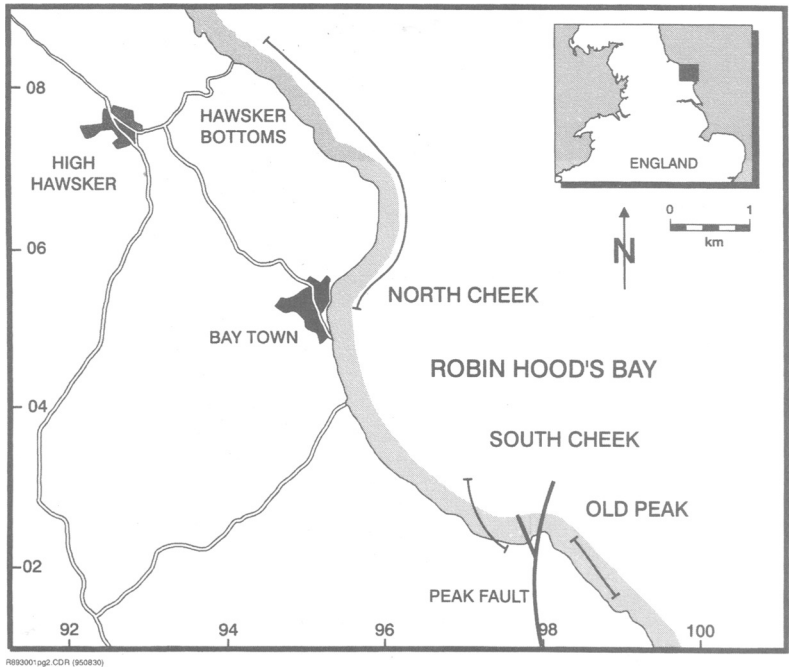 08
06
04
02
92
94
96
98
100
HIGH
HAWSKER
HAWSKER
BOTTOMS
BAY TOWN
NORTH CHEEK
ROBIN HOOD'S BAY
SOUTH CHEEK
OLD PEAK
PEAK FAULT
ENGLAND
0 1
km
N
R893001pg2.CDR (950830)